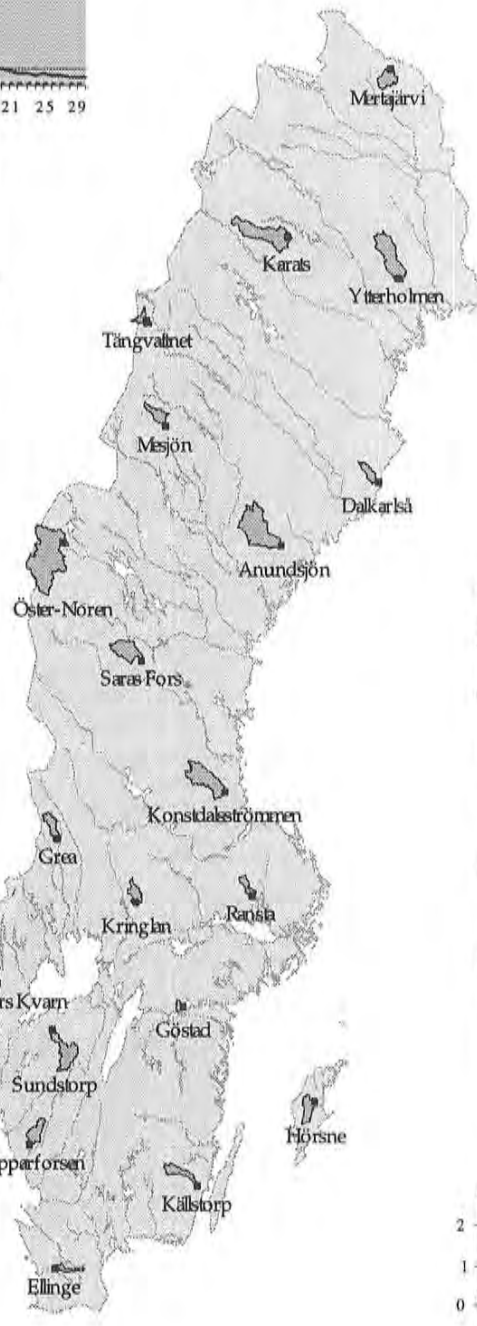 21 25 29
Mertajärvi
Karats
Ytterholmen
Tängvattnet
Mesjön
Dalkarlså
Anundsjön
Öster-Noren
Saras Fors
Konstdalsströmmen
Grea
Kringlan
Ransta
rs Kvarn
Göstad
Sundstorp
Hörsne
pparforsen
Källstorp
2
1
Ellinge
0